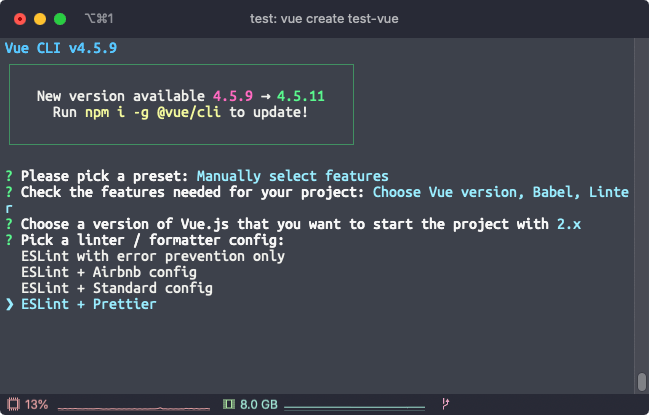 ⌥⌘1
test: vue create test-vue
Vue CLI v4.5.9
New version available 4.5.9 → 4.5.11
Run npm i -g @vue/cli to update!
? Please pick a preset: Manually select features
? Check the features needed for your project: Choose Vue version, Babel, Linte
r
? Choose a version of Vue.js that you want to start the project with 2.x
? Pick a linter / formatter config:
ESLint with error prevention only
ESLint + Airbnb config
ESLint + Standard config
❯ ESLint + Prettier
13%
8.0 GB